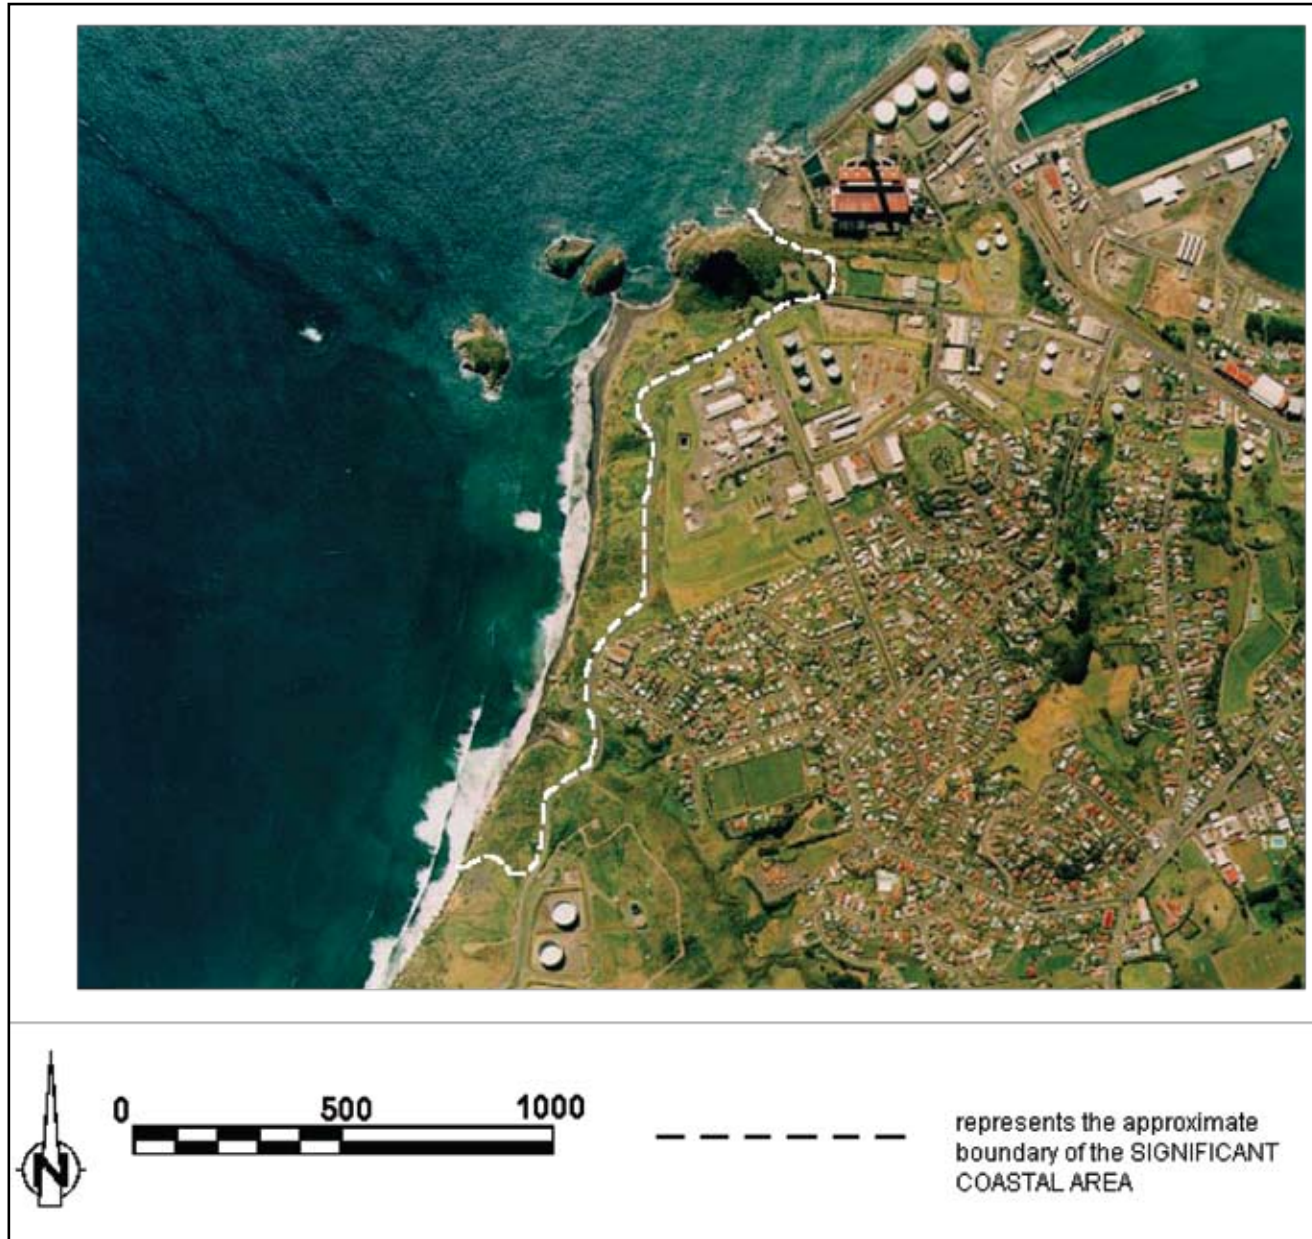 0 500 1000
N
represents the approximate
boundary of the SIGNIFICANT
COASTAL AREA